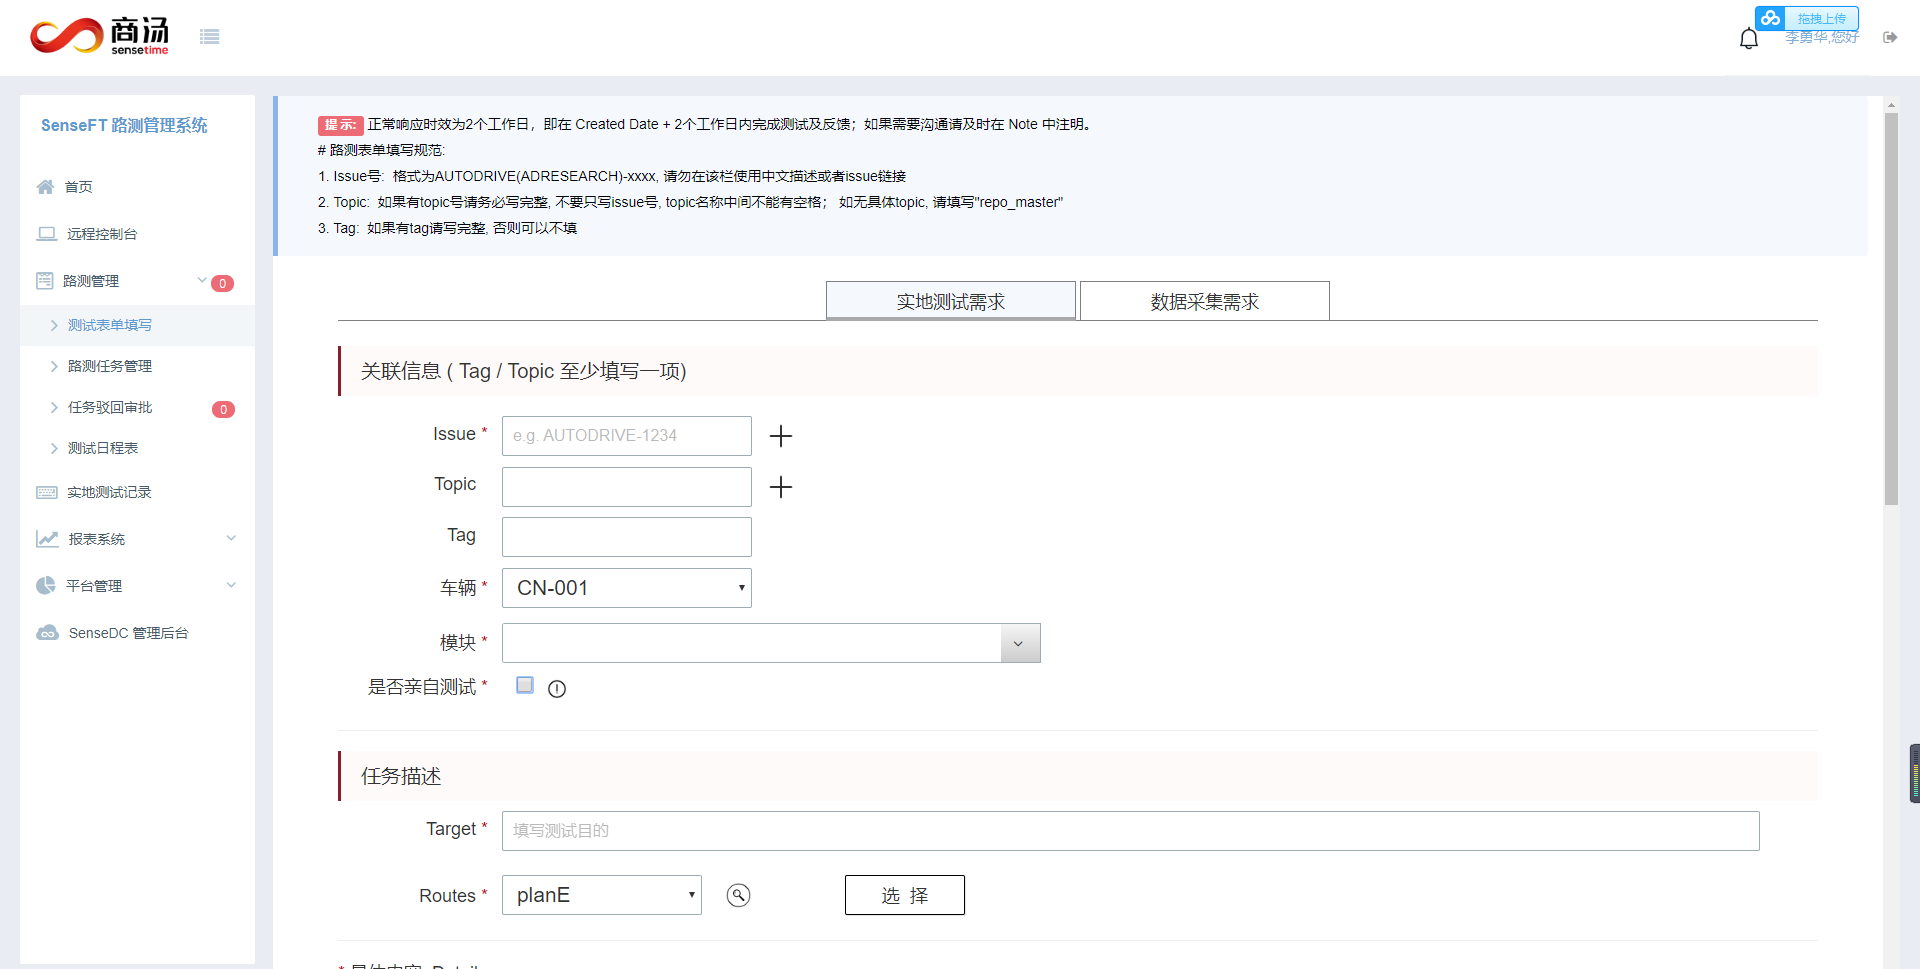 商汤
sensetime
拖拽上传
李勇华,您好
SenseFT 路测管理系统
首页
远程控制台
路测管理
0
测试表单填写
路测任务管理
任务驳回审批
0
测试日程表
实地测试记录
报表系统
平台管理
SenseDC 管理后台
提示: 正常响应时效为2个工作日，即在 Created Date + 2个工作日内完成测试及反馈；如果需要沟通请及时在 Note 中注明。
# 路测表单填写规范:
1. Issue号: 格式为AUTODRIVE(ADRESEARCH)-xxxx, 请勿在该栏使用中文描述或者issue链接
2. Topic: 如果有topic号请务必写完整, 不要只写issue号, topic名称中间不能有空格； 如无具体topic, 请填写"repo_master"
3. Tag: 如果有tag请写完整, 否则可以不填
实地测试需求
数据采集需求
关联信息 ( Tag / Topic 至少填写一项)
Issue *
e.g. AUTODRIVE-1234
Topic
Tag
车辆 *
CN-001
模块 *
是否亲自测试 *
任务描述
Target *
填写测试目的
Routes *
planE
选 择